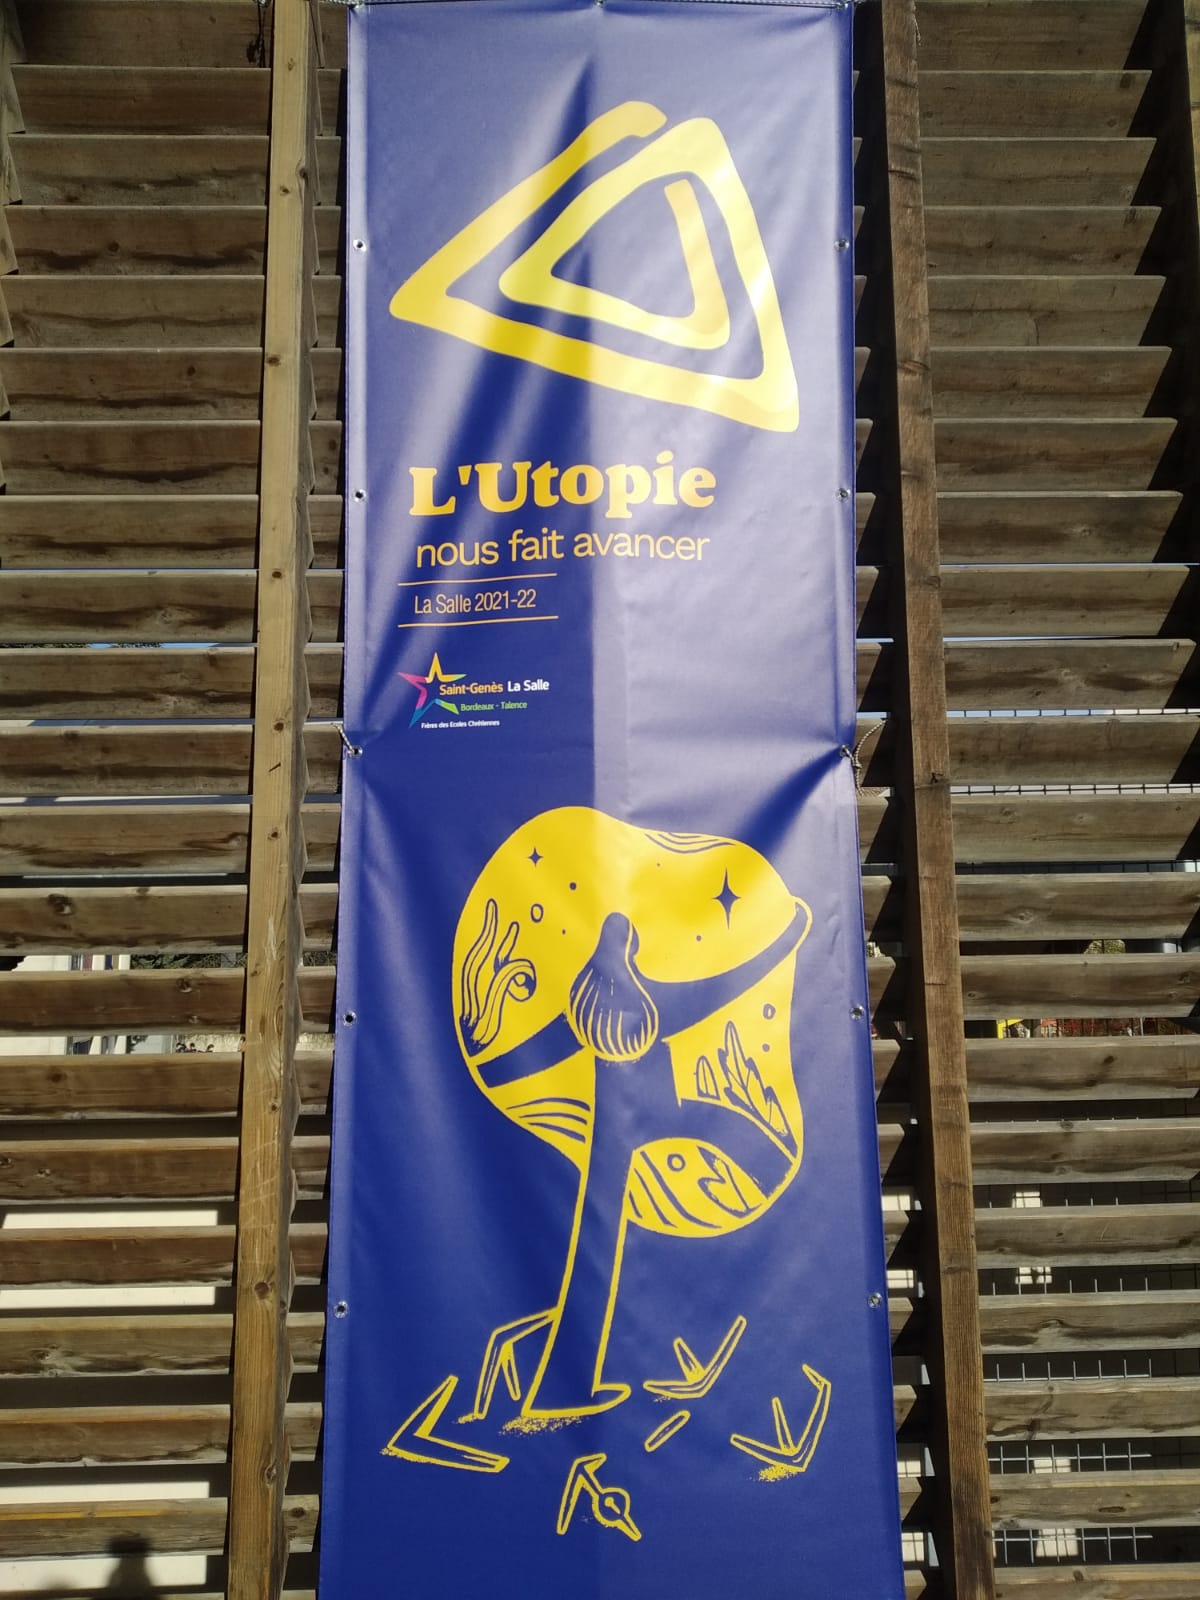 L'Utopie
nous fait avancer
La Salle 2021-22
Saint-Genès La Salle
Bordeaux - Talence
Frères des Ecoles Chrétiennes